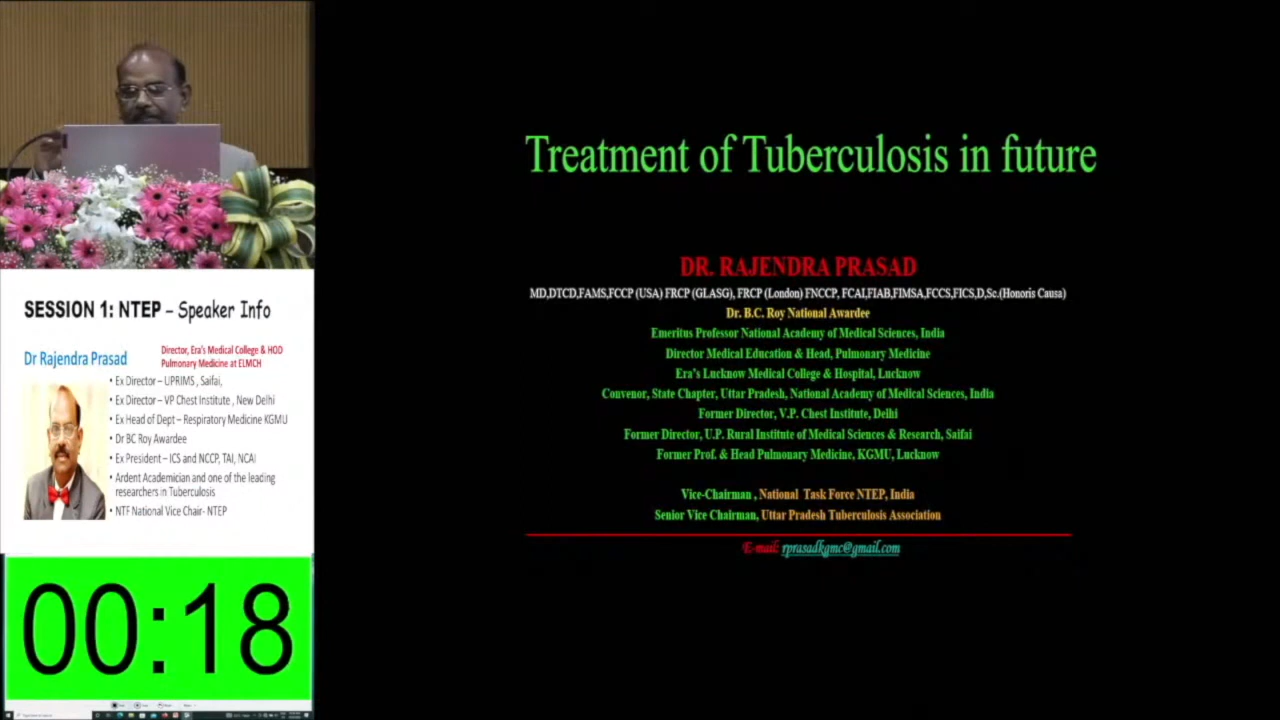 Treatment of Tuberculosis in future
DR. RAJENDRA PRASAD
MD,DTCD,FAMS,FCCP (USA) FRCP (GLASG), FRCP (London) FNCCP, FCAI,FIAB,FIMSA,FCCS,FICS,D,Sc.(Honoris Causa)
Dr. B.C. Roy National Awardee
Emeritus Professor National Academy of Medical Sciences, India
Director Medical Education & Head, Pulmonary Medicine
Era's Lucknow Medical College & Hospital, Lucknow
Convenor, State Chapter, Uttar Pradesh, National Academy of Medical Sciences, India
Former Director, V.P. Chest Institute, Delhi
Former Director, U.P. Rural Institute of Medical Sciences & Research, Saifai
Former Prof. & Head Pulmonary Medicine, KGMU, Lucknow
Vice-Chairman , National Task Force NTEP, India
Senior Vice Chairman, Uttar Pradesh Tuberculosis Association
E-mail: rprasadkgmc@gmail.com
SESSION 1: NTEP – Speaker Info
Dr Rajendra Prasad
Director, Era's Medical College & HOD
Pulmonary Medicine at ELMCH
• Ex Director – UPRIMS , Saifai,
• Ex Director – VP Chest Institute , New Delhi
• Ex Head of Dept – Respiratory Medicine KGMU
• Dr BC Roy Awardee
• Ex President – ICS and NCCP, TAI, NCAI
• Ardent Academician and one of the leading
researchers in Tuberculosis
• NTF National Vice Chair- NTEP
00:18